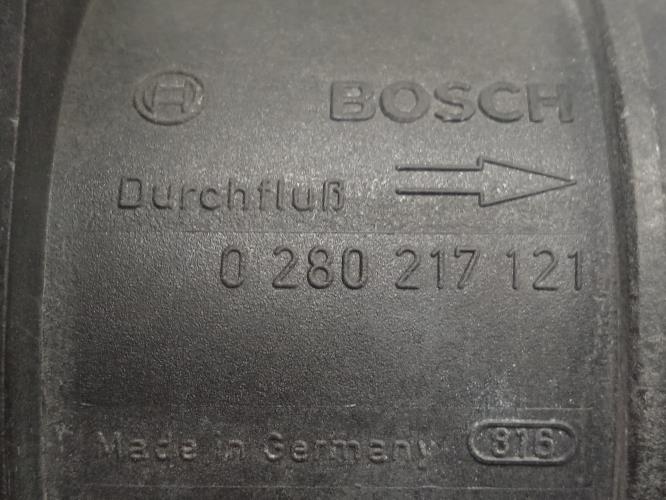 BOSCH
Durchfluß
0 280 217 121
Made in Germany 816